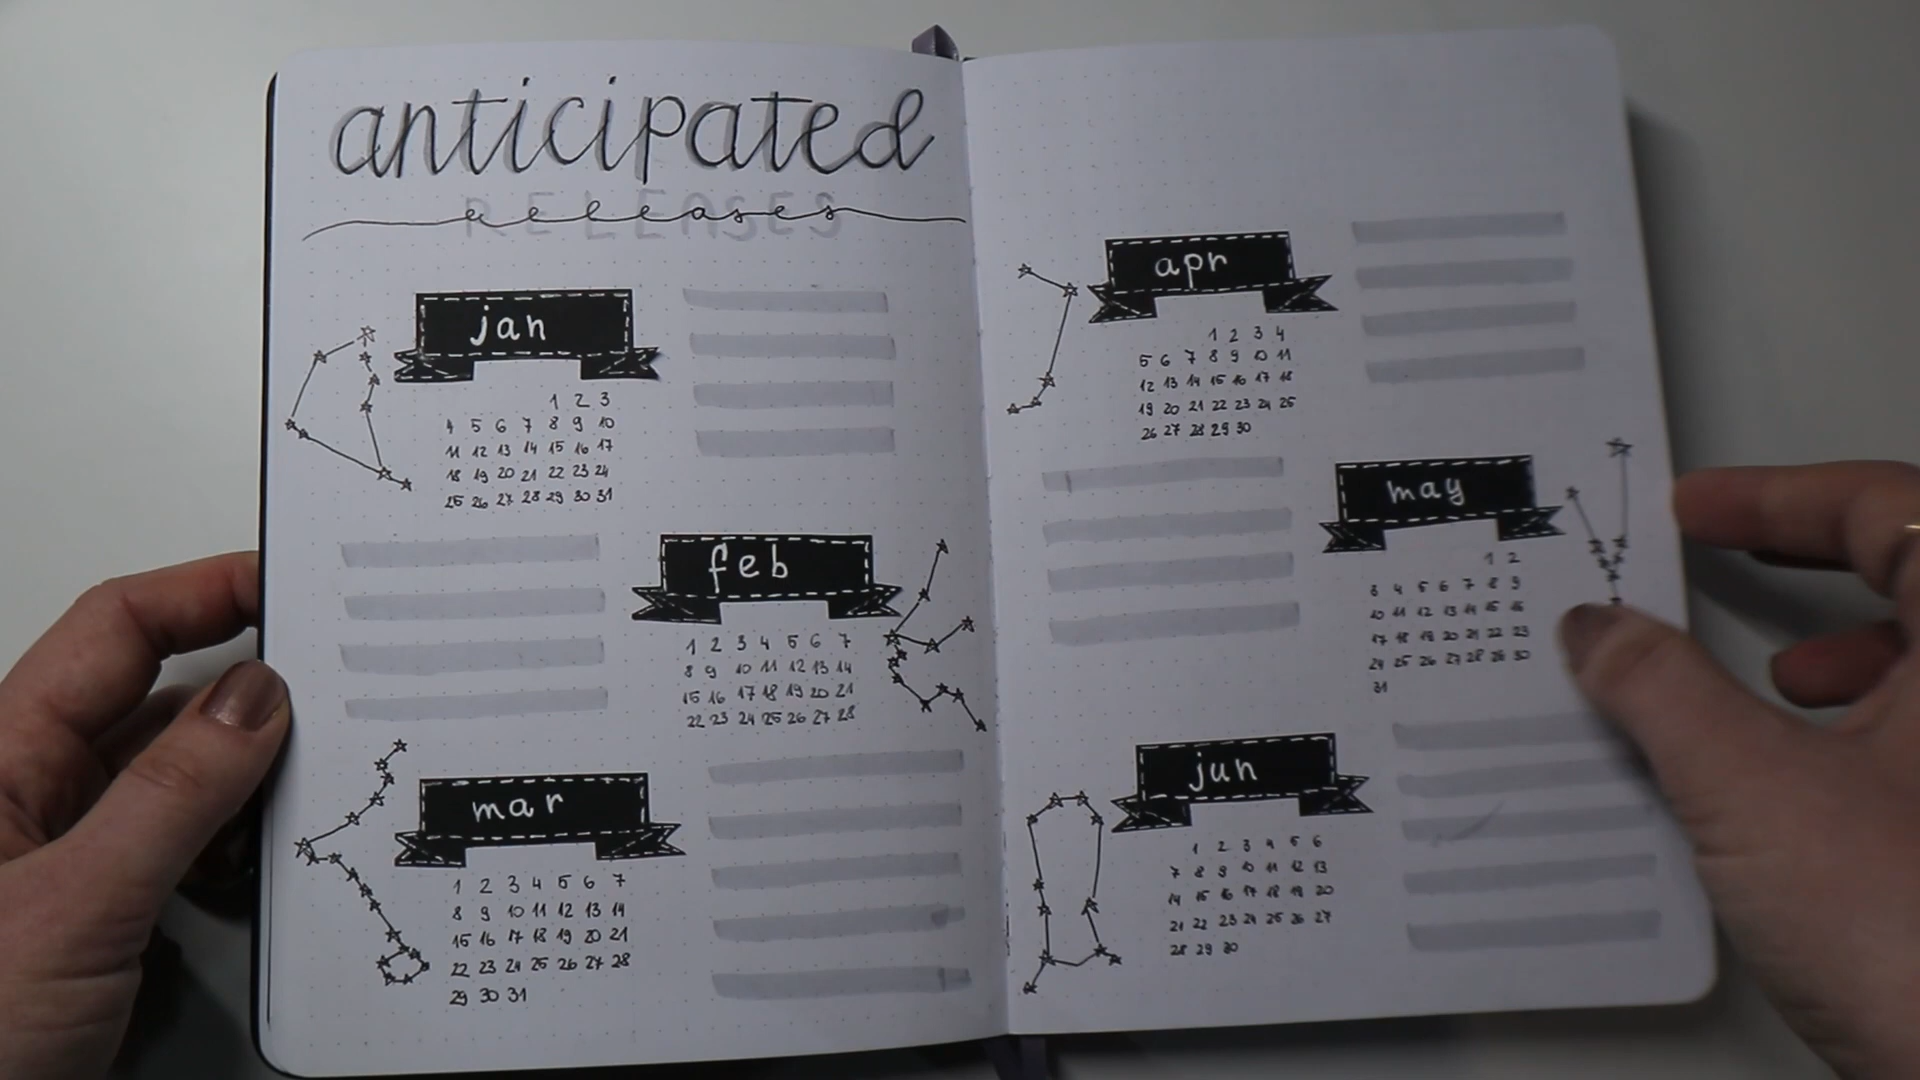 anticipated
RELEASES
releases
jan
1 2 3
4 5 6 7 8 9 10
11 12 13 14 15 16 17
18 19 20 21 22 23 24
25 26 27 28 29 30 31
feb
1 2 3 4 5 6 7
8 9 10 11 12 13 14
15 16 17 18 19 20 21
22 23 24 25 26 27 28
mar
1 2 3 4 5 6 7
8 9 10 11 12 13 14
15 16 17 18 19 20 21
22 23 24 25 26 27 28
29 30 31
apr
1 2 3 4
5 6 7 8 9 10 11
12 13 14 15 16 17 18
19 20 21 22 23 24 25
26 27 28 29 30
may
1 2
3 4 5 6 7 8 9
10 11 12 13 14 15 16
17 18 19 20 21 22 23
24 25 26 27 28 29 30
31
jun
1 2 3 4 5 6
7 8 9 10 11 12 13
14 15 16 17 18 19 20
21 22 23 24 25 26 27
28 29 30